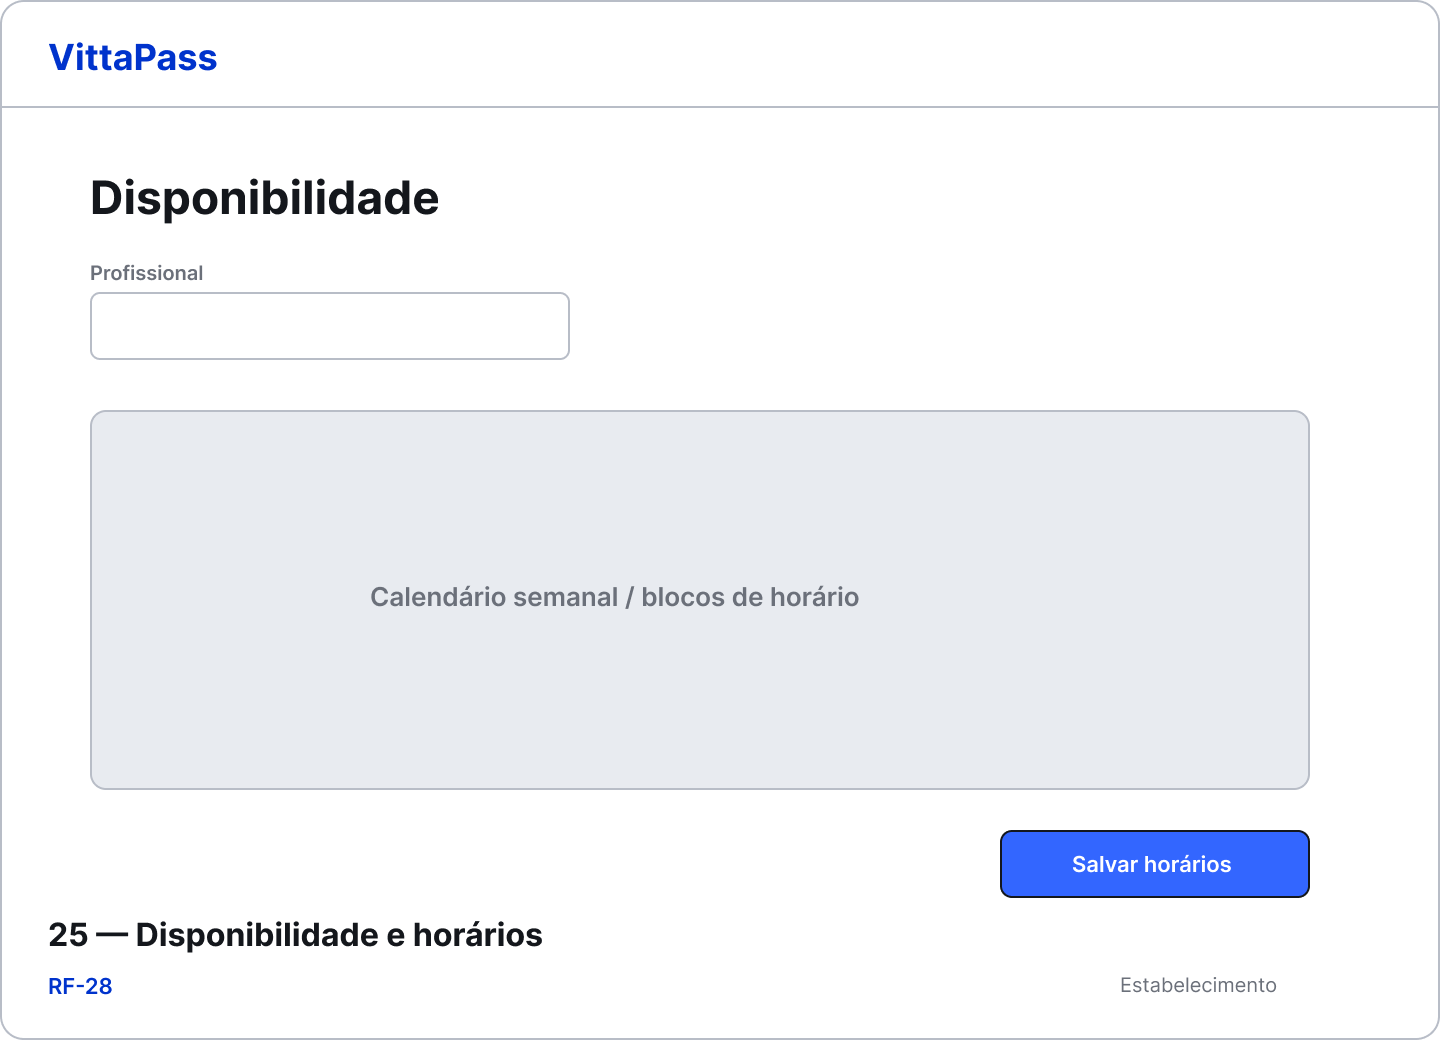 VittaPass
Disponibilidade
Profissional
Calendário semanal / blocos de horário
Salvar horários
25 — Disponibilidade e horários
RF-28
Estabelecimento